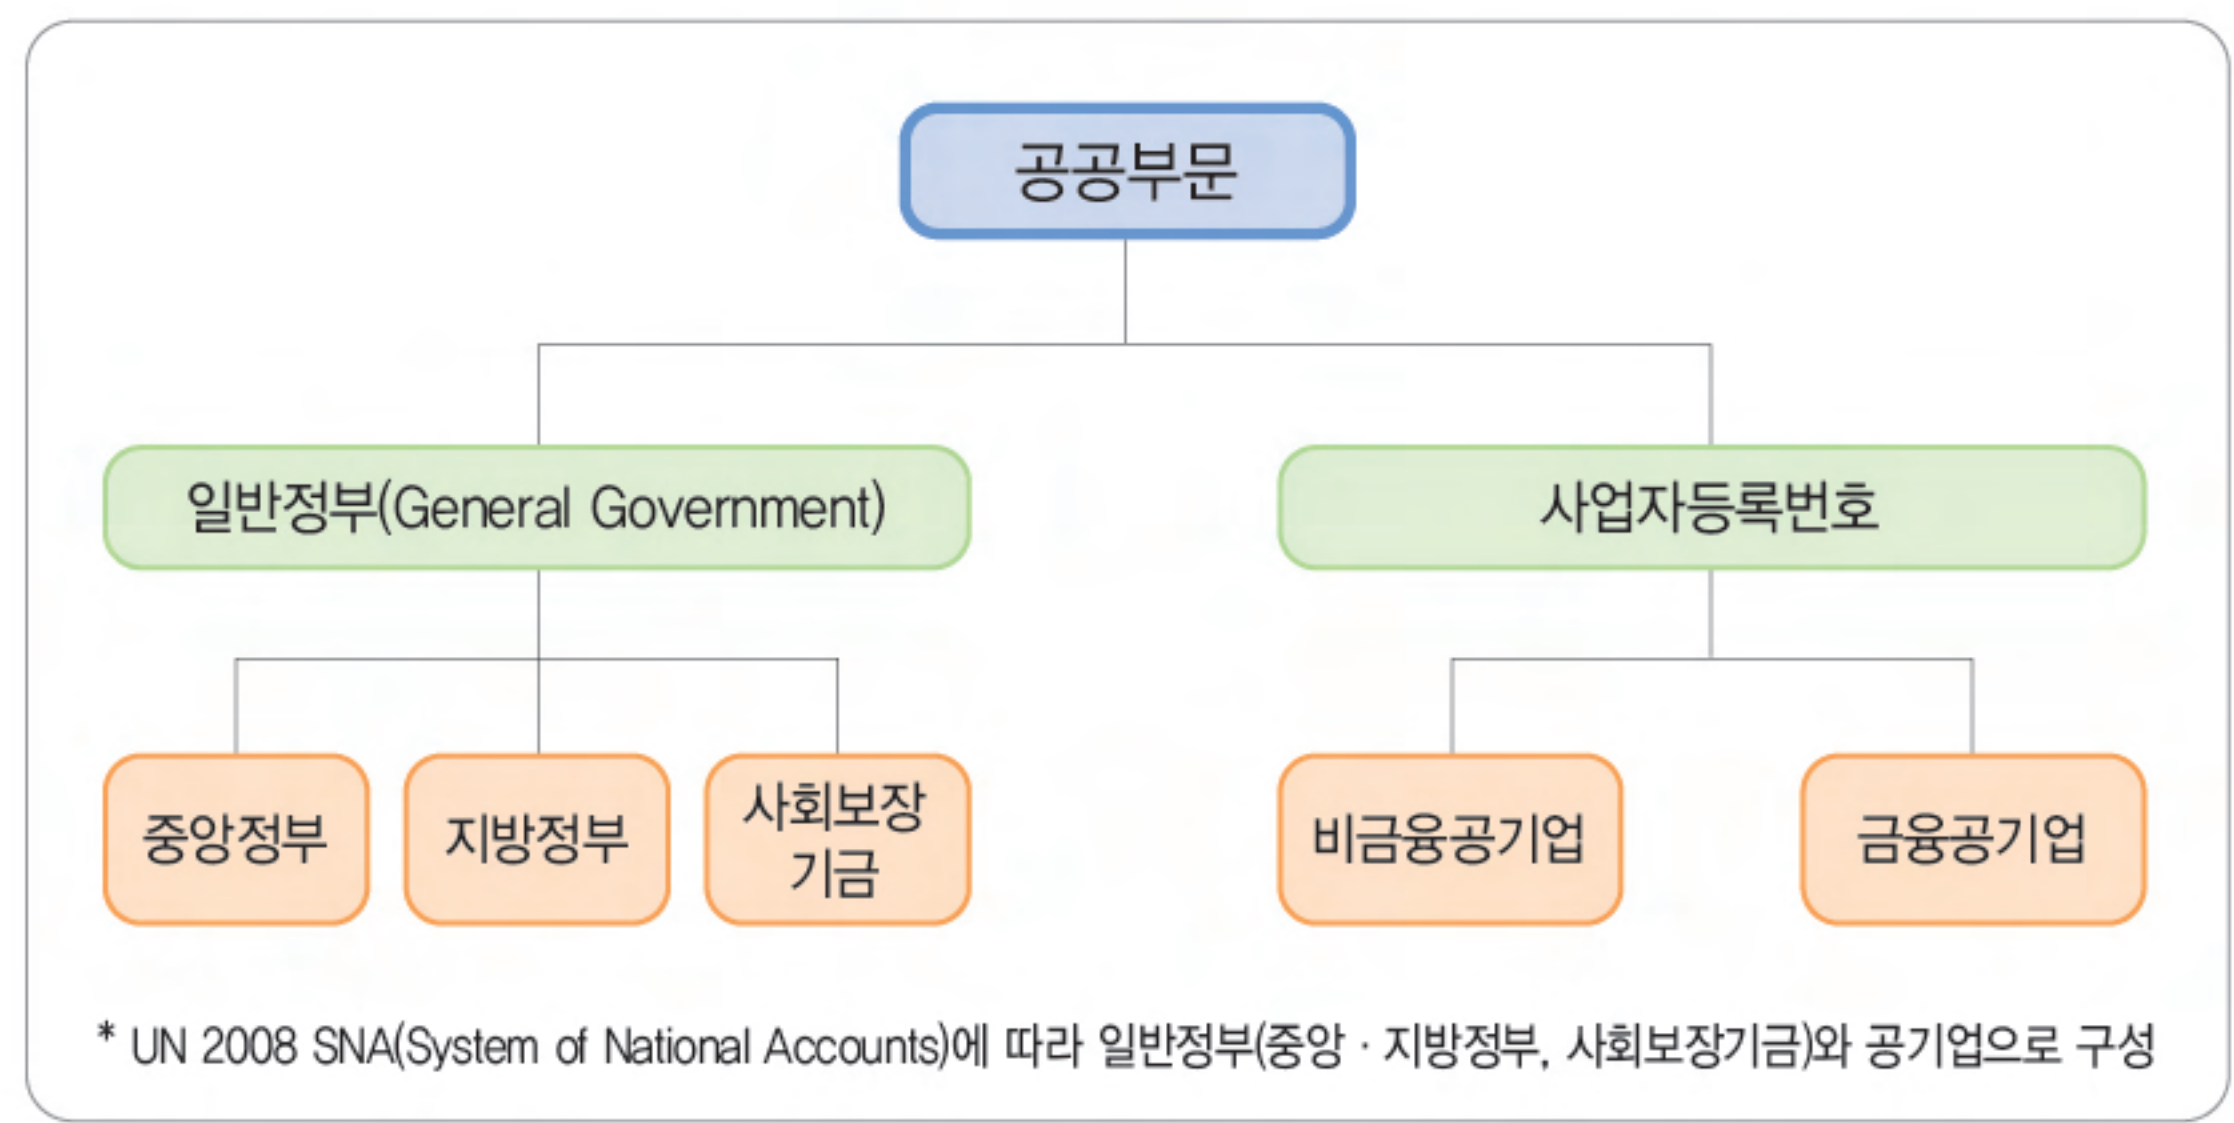 공공부문
일반정부(General Government)
사업자등록번호
중앙정부
지방정부
사회보장
기금
비금융공기업
금융공기업
* UN 2008 SNA(System of National Accounts)에 따라 일반정부(중앙 · 지방정부, 사회보장기금)와 공기업으로 구성